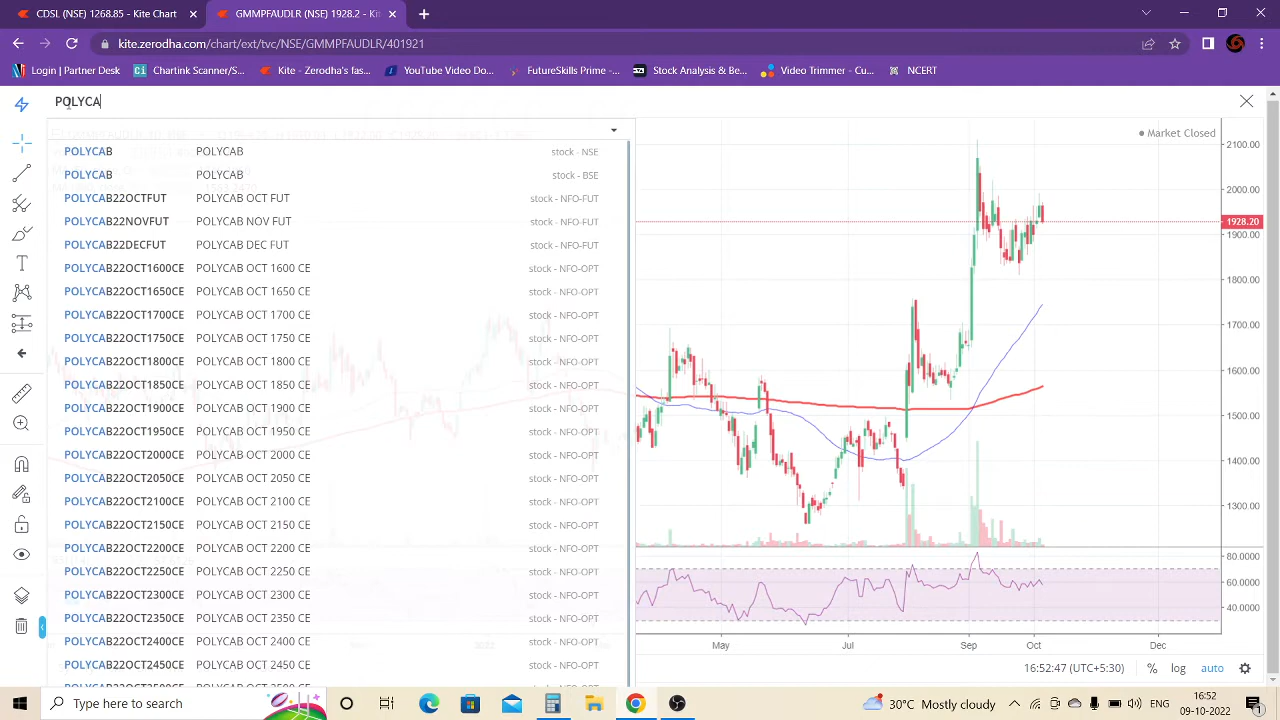 CDSL (NSE) 1268.85 - Kite Zerod
GMMPFAUDLR (NSE) 1928.2 - Kit
kite.zerodha.com/chart/ext/tvc/NSE/GMMPFAUDLR/401921
Login | Partner Desk
Chartink Scanner/S...
Kite - Zerodha's fas...
YouTube Video Do...
FutureShares.in - P...
Stock Analysis & Be...
Video Trimmer - C...
NCERT
POLYCA
Market Closed
POLYCAB POLYCAB stock - NSE
POLYCAB POLYCAB stock - BSE
POLYCAB22OCTFUT POLYCAB OCT FUT stock - NFO-FUT
POLYCAB22NOVFUT POLYCAB NOV FUT stock - NFO-FUT
POLYCAB22DECFUT POLYCAB DEC FUT stock - NFO-FUT
POLYCAB22OCT1600CE POLYCAB OCT 1600 CE stock - NFO-OPT
POLYCAB22OCT1650CE POLYCAB OCT 1650 CE stock - NFO-OPT
POLYCAB22OCT1700CE POLYCAB OCT 1700 CE stock - NFO-OPT
POLYCAB22OCT1750CE POLYCAB OCT 1750 CE stock - NFO-OPT
POLYCAB22OCT1800CE POLYCAB OCT 1800 CE stock - NFO-OPT
POLYCAB22OCT1850CE POLYCAB OCT 1850 CE stock - NFO-OPT
POLYCAB22OCT1900CE POLYCAB OCT 1900 CE stock - NFO-OPT
POLYCAB22OCT1950CE POLYCAB OCT 1950 CE stock - NFO-OPT
POLYCAB22OCT2000CE POLYCAB OCT 2000 CE stock - NFO-OPT
POLYCAB22OCT2050CE POLYCAB OCT 2050 CE stock - NFO-OPT
POLYCAB22OCT2100CE POLYCAB OCT 2100 CE stock - NFO-OPT
POLYCAB22OCT2150CE POLYCAB OCT 2150 CE stock - NFO-OPT
POLYCAB22OCT2200CE POLYCAB OCT 2200 CE stock - NFO-OPT
POLYCAB22OCT2250CE POLYCAB OCT 2250 CE stock - NFO-OPT
POLYCAB22OCT2300CE POLYCAB OCT 2300 CE stock - NFO-OPT
POLYCAB22OCT2350CE POLYCAB OCT 2350 CE stock - NFO-OPT
POLYCAB22OCT2400CE POLYCAB OCT 2400 CE stock - NFO-OPT
POLYCAB22OCT2450CE POLYCAB OCT 2450 CE stock - NFO-OPT
2100.00
2000.00
1928.20
1900.00
1800.00
1700.00
1600.00
1500.00
1400.00
1300.00
80.0000
60.0000
40.0000
2022 May Jul Sep Oct Dec
16:52:47 (UTC+5:30) % log auto
Type here to search
30°C Mostly cloudy
ENG
16:52
09-10-2022
1